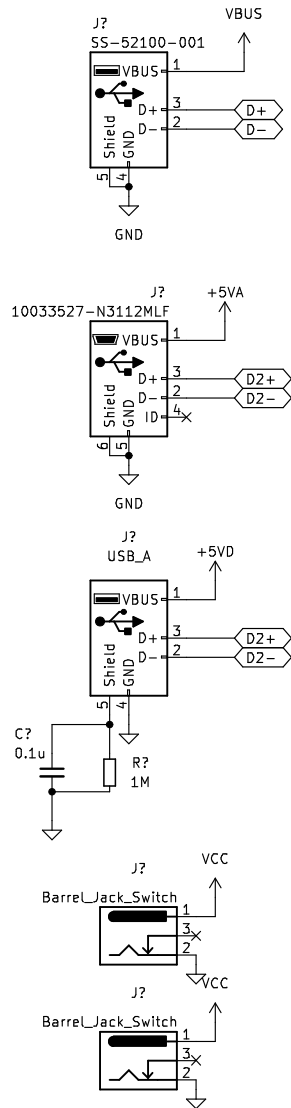 VBUS
J?
SS-52100-001
VBUS
1
D+
3
D+
D-
2
D-
Shield
GND
5
4
GND
J?
+5VA
10033527-N3112MLF
VBUS
1
D+
3
D2+
D-
2
D2-
ID
4
Shield
GND
6
5
GND
J?
+5VD
USB_A
VBUS
1
D+
3
D2+
D-
2
D2-
Shield
GND
5
4
C?
0.1u
R?
1M
J?
VCC
Barrel_Jack_Switch
1
3
2
VCC
J?
Barrel_Jack_Switch
1
3
2